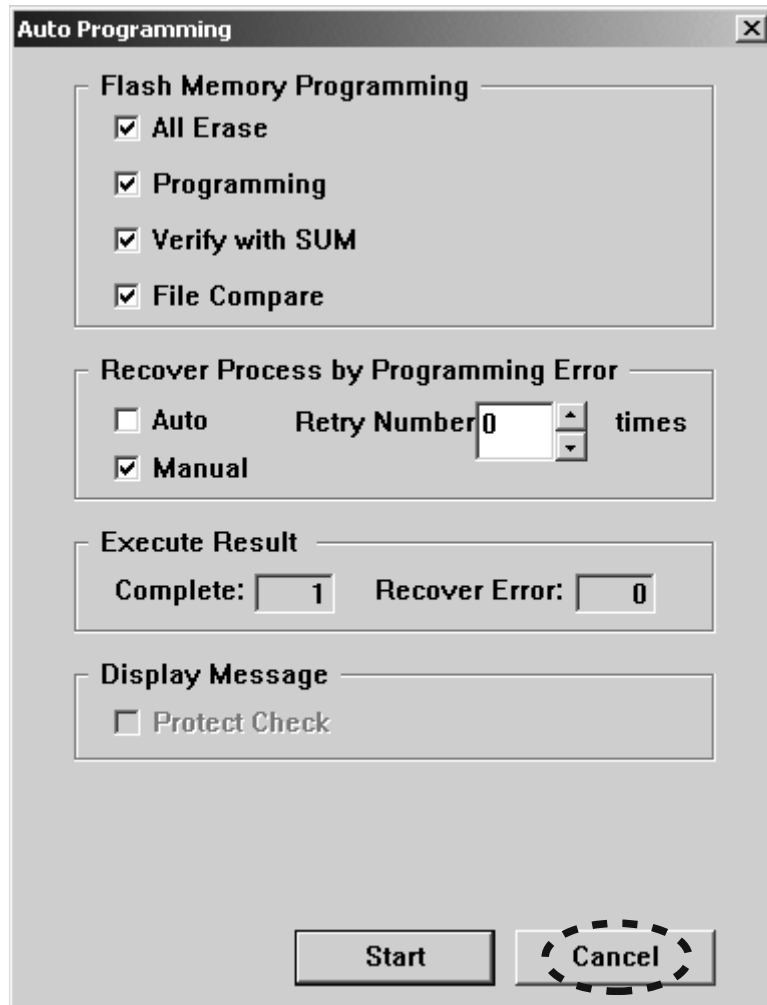 Auto Programming
Flash Memory Programming
All Erase
Programming
Verify with SUM
File Compare
Recover Process by Programming Error
Auto Retry Number 0 times
Manual
Execute Result
Complete: 1 Recover Error: 0
Display Message
Protect Check
Start Cancel